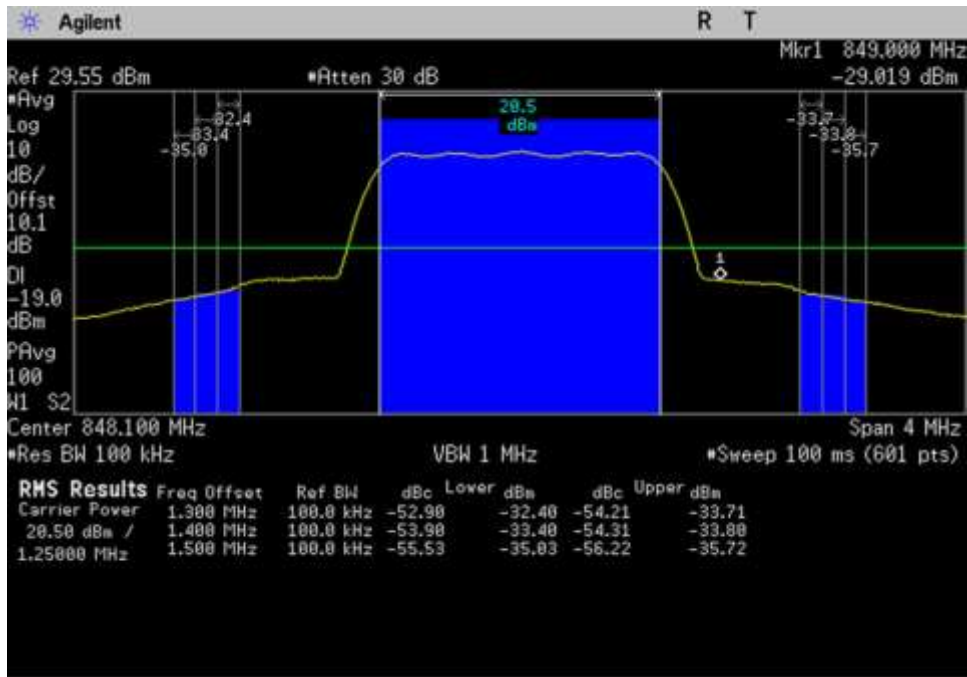 Agilent R T
Mkr1 849.000 MHz
Ref 29.55 dBm #Atten 30 dB -29.019 dBm
#Avg
Log
10
dB/
Offset
10.1
dB
DI
-19.0
dBm
PAvg
100
W1 S2
20.5
dBm
-32.4
-33.4
-35.0
-33.7
-33.8
-35.7
1
Center 848.100 MHz Span 4 MHz
#Res BW 100 kHz VBW 1 MHz #Sweep 100 ms (601 pts)
RMS Results Freq Offset Ref BW dBc Lower dBm dBc Upper dBm
Carrier Power 1.300 MHz 100.0 kHz -52.90 -32.40 -54.21 -33.71
20.50 dBm / 1.400 MHz 100.0 kHz -53.90 -33.40 -54.31 -33.80
1.25000 MHz 1.500 MHz 100.0 kHz -55.53 -35.03 -56.22 -35.72